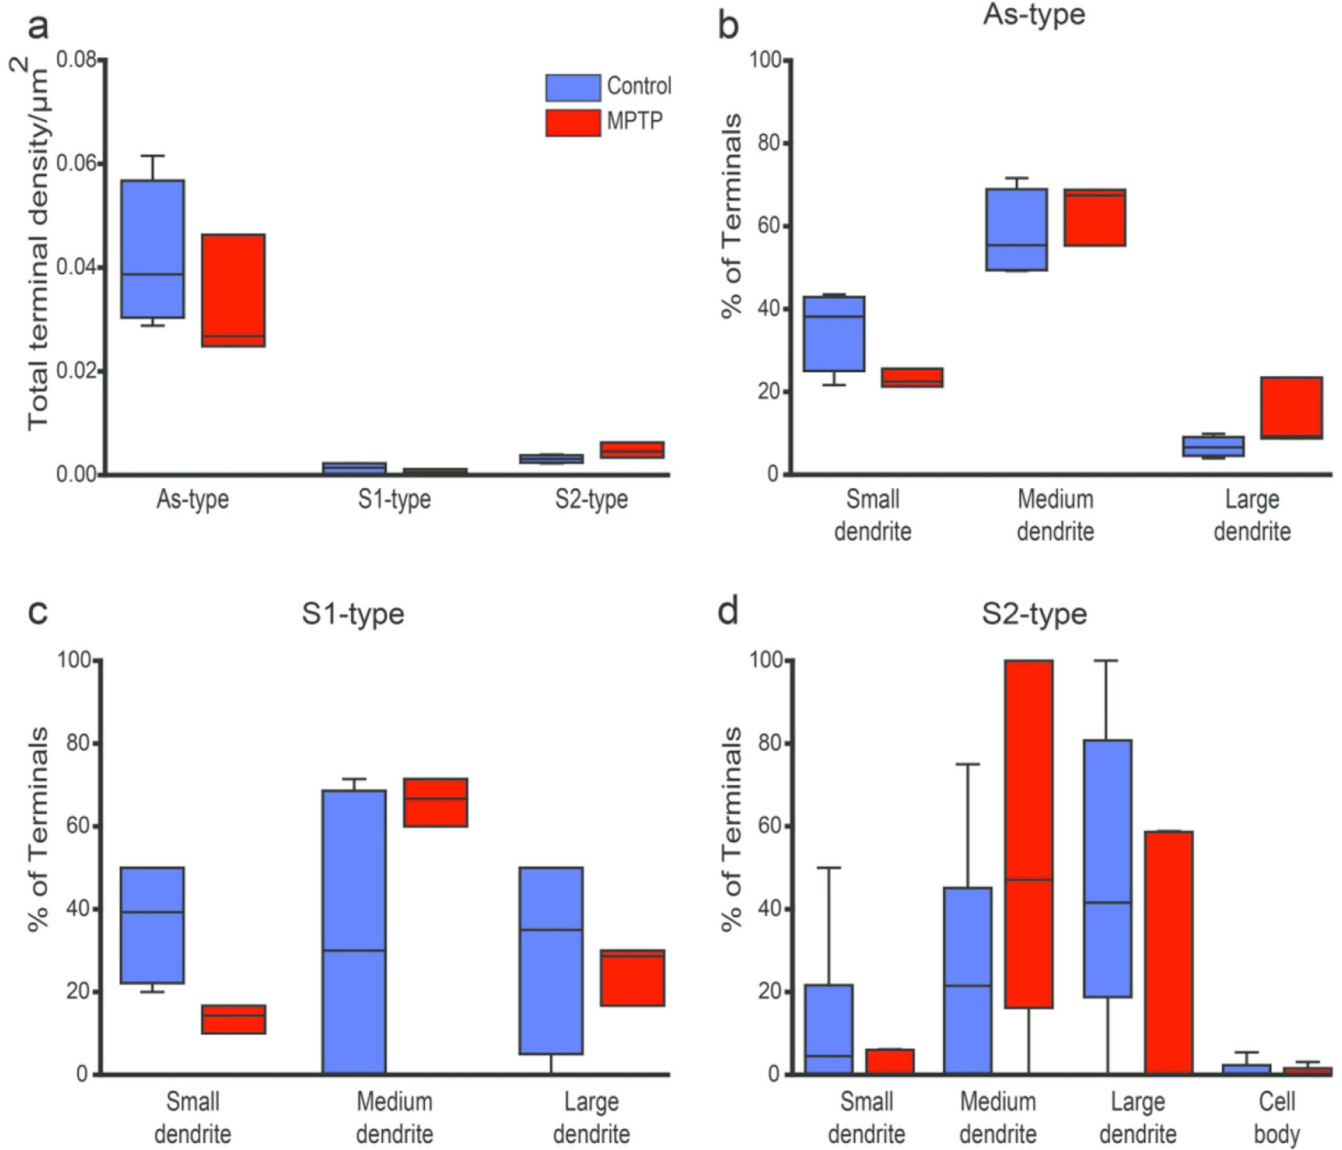 a
Total terminal density/μm2
0.08
0.06
0.04
0.02
0.00
Control
MPTP
As-type
S1-type
S2-type
b
As-type
% of Terminals
100
80
60
40
20
0
Small
dendrite
Medium
dendrite
Large
dendrite
c
S1-type
% of Terminals
100
80
60
40
20
0
Small
dendrite
Medium
dendrite
Large
dendrite
d
S2-type
% of Terminals
100
80
60
40
20
0
Small
dendrite
Medium
dendrite
Large
dendrite
Cell
body